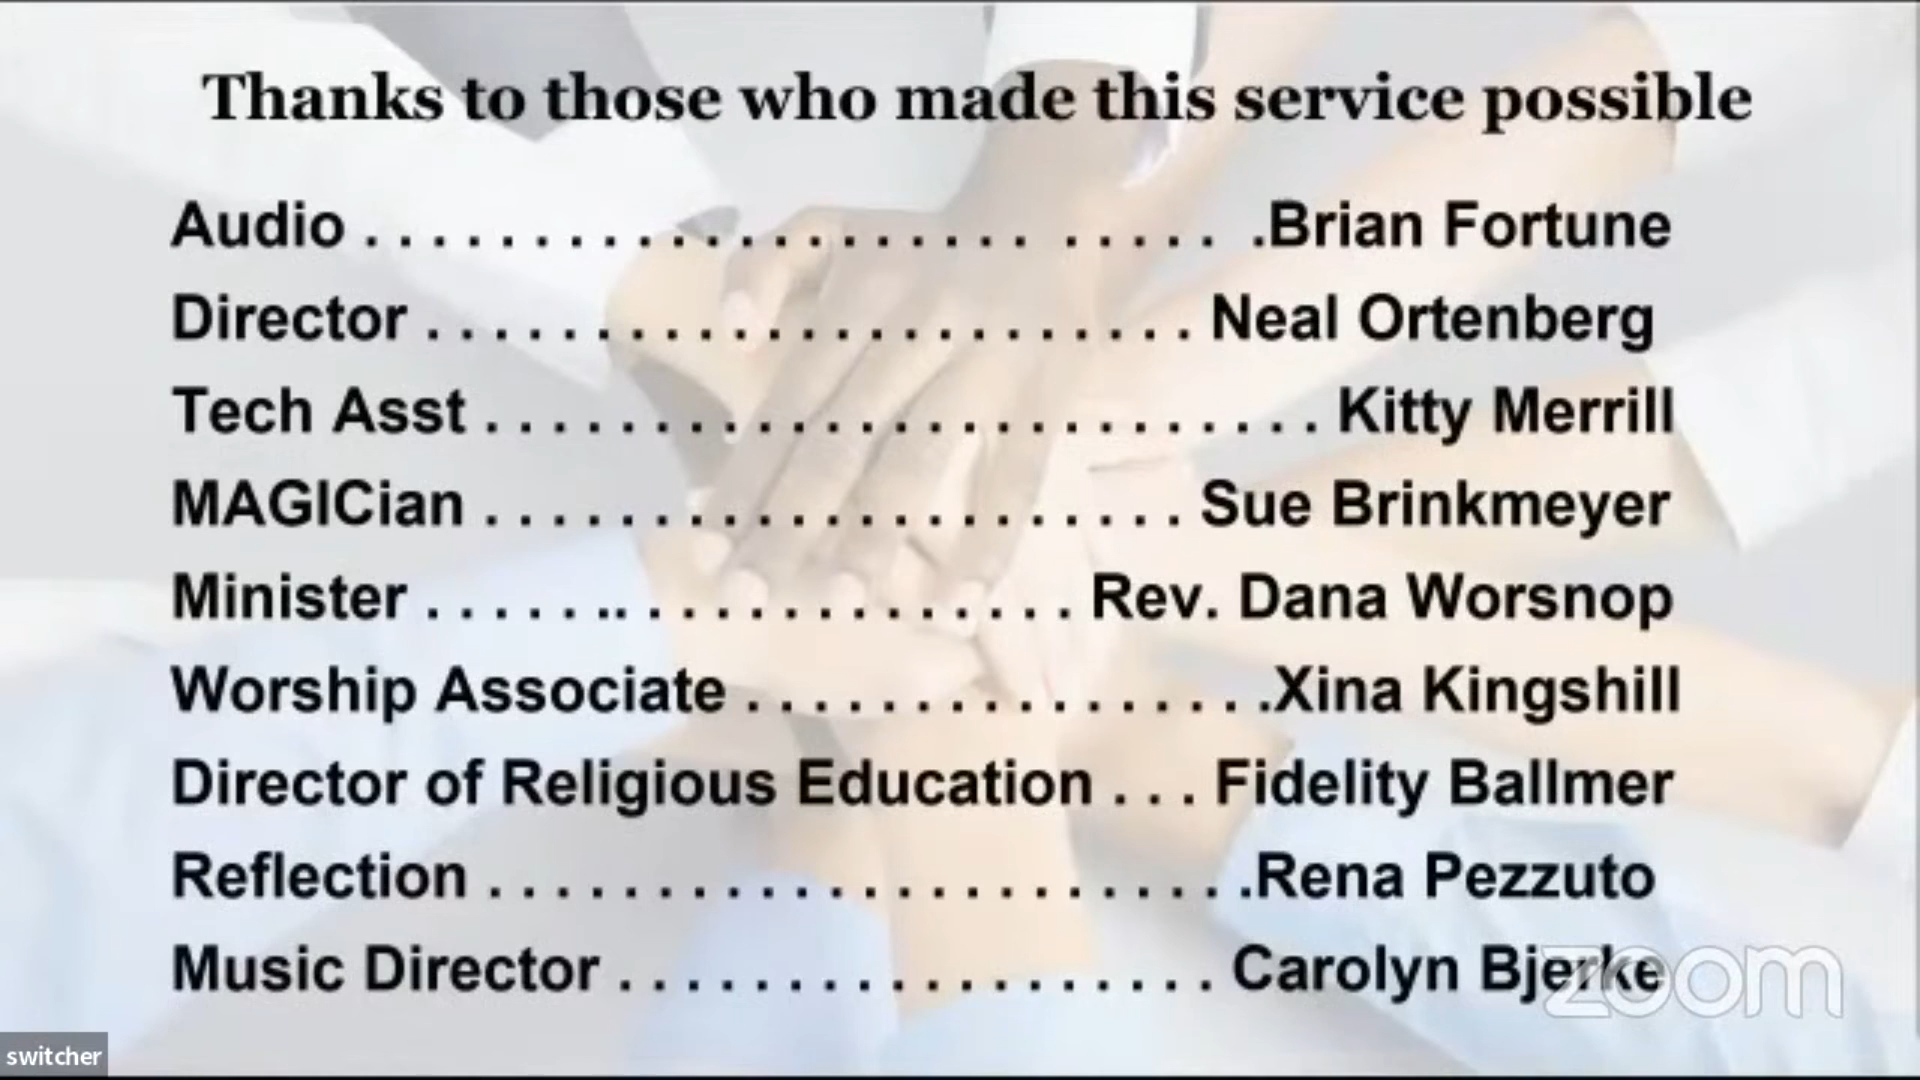 Thanks to those who made this service possible
Audio . . . . . . . . . . . . . . . . . . . . . . . . . .Brian Fortune
Director . . . . . . . . . . . . . . . . . . . . . . . Neal Ortenberg
Tech Asst . . . . . . . . . . . . . . . . . . . . . . . . . Kitty Merrill
MAGICian . . . . . . . . . . . . . . . . . . . . . Sue Brinkmeyer
Minister . . . . . .. . . . . . . . . . . . . . . Rev. Dana Worsnop
Worship Associate . . . . . . . . . . . . . . . .Xina Kingshill
Director of Religious Education . . . Fidelity Ballmer
Reflection . . . . . . . . . . . . . . . . . . . . . . .Rena Pezzuto
Music Director . . . . . . . . . . . . . . . . . . Carolyn Bjerke
zoom
switcher